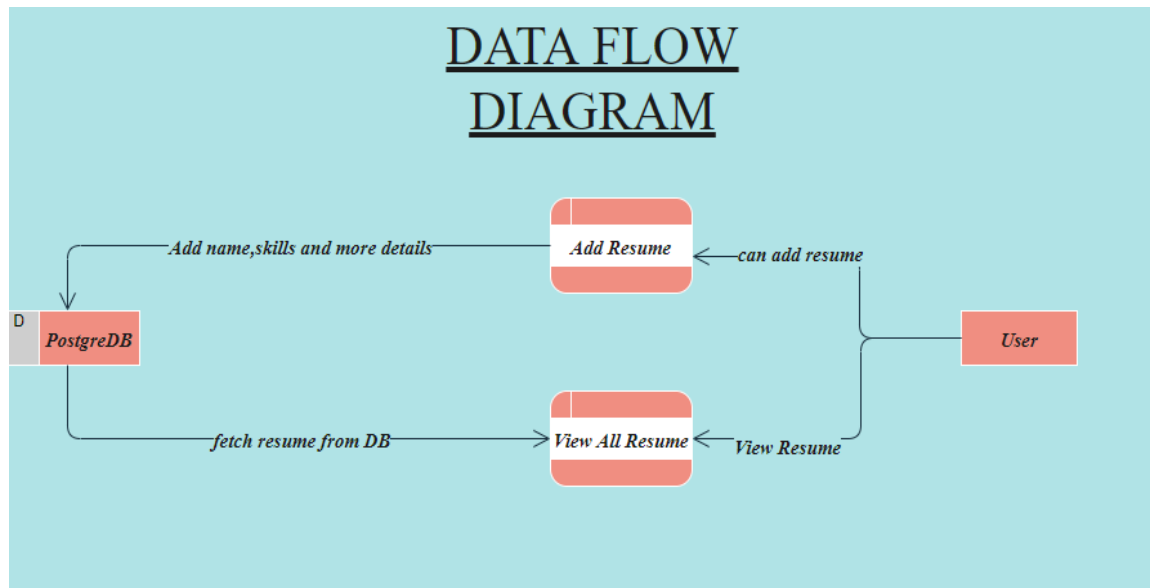 DATA FLOW
DIAGRAM
Add name,skills and more details
Add Resume
can add resume
D
PostgreDB
User
fetch resume from DB
View All Resume
View Resume